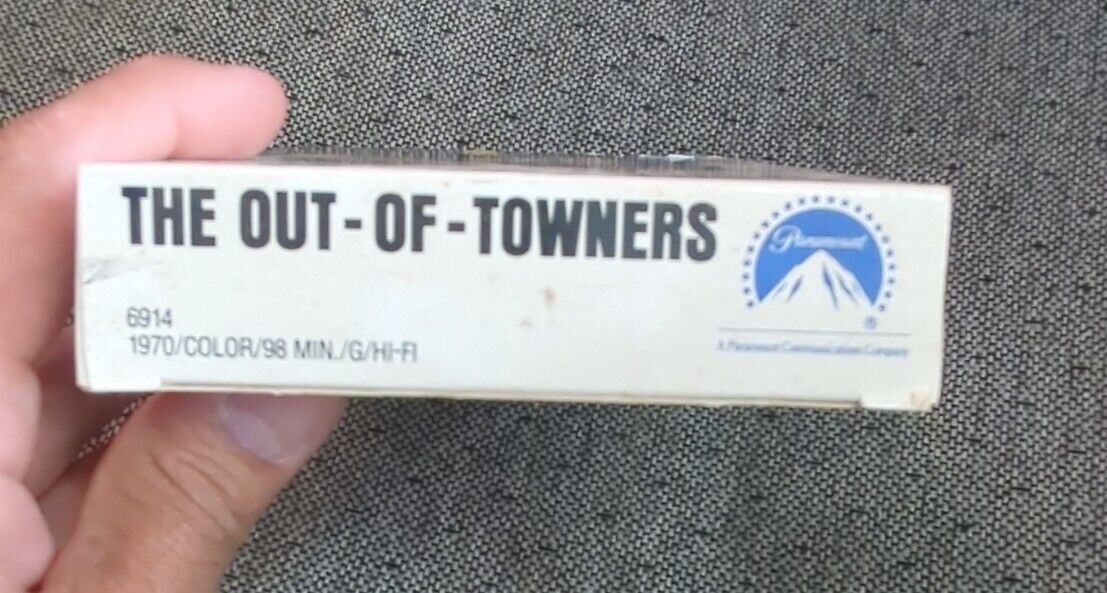 THE OUT-OF-TOWNERS
Paramount
®
6914
1970/COLOR/98 MIN./G/HI-FI
A Paramount Communications Company